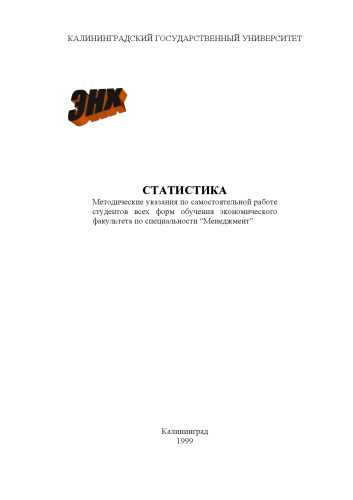 КАЛИНИНГРАДСКИЙ ГОСУДАРСТВЕННЫЙ УНИВЕРСИТЕТ
ЭНХ
СТАТИСТИКА
Методические указания по самостоятельной работе
студентов всех форм обучения экономического
факультета по специальности “Менеджмент”
Калининград
1999